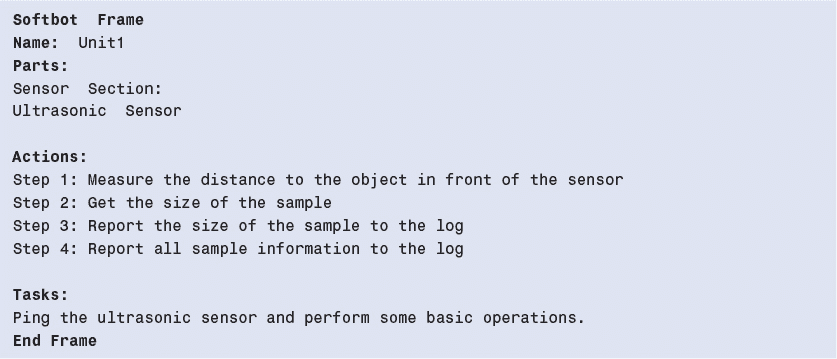 Softbot Frame
Name: Unit1
Parts:
Sensor Section:
Ultrasonic Sensor
Actions:
Step 1: Measure the distance to the object in front of the sensor
Step 2: Get the size of the sample
Step 3: Report the size of the sample to the log
Step 4: Report all sample information to the log
Tasks:
Ping the ultrasonic sensor and perform some basic operations.
End Frame